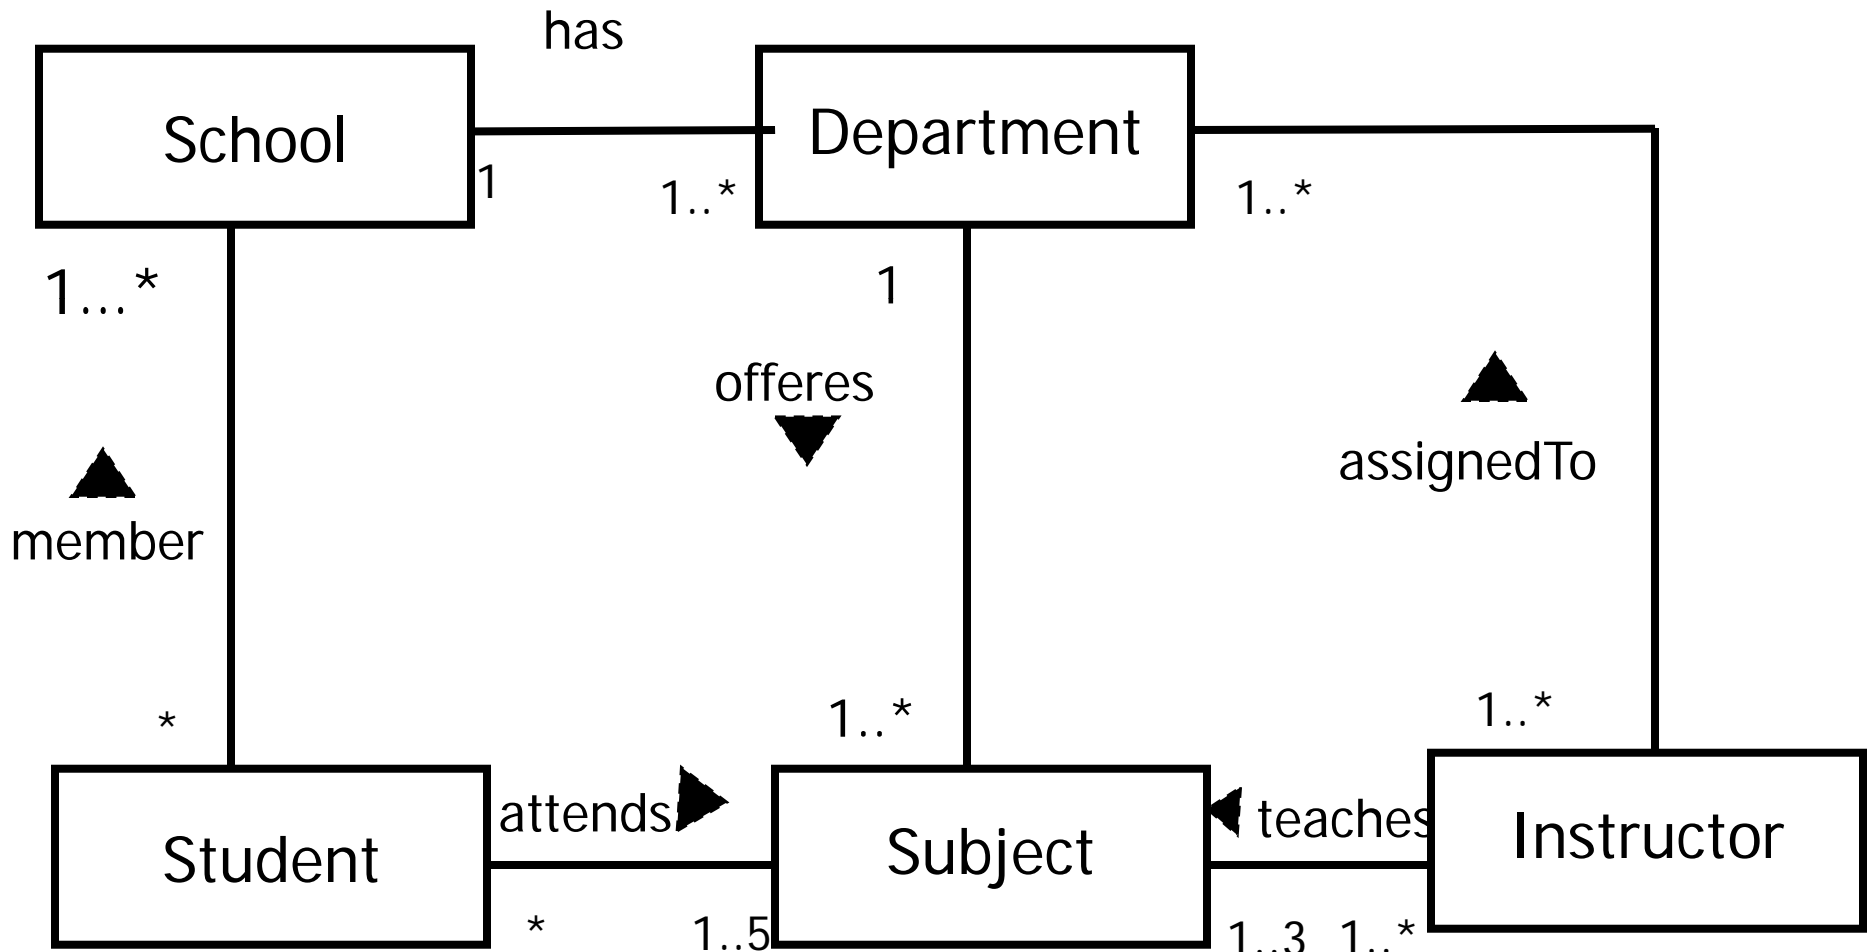 has
School
Department
1
1..*
1..*
1...*
1
offeres
assignedTo
member
*
1..*
1..*
attends
teaches
Student
Subject
Instructor
*
1..5
1..3
1..*